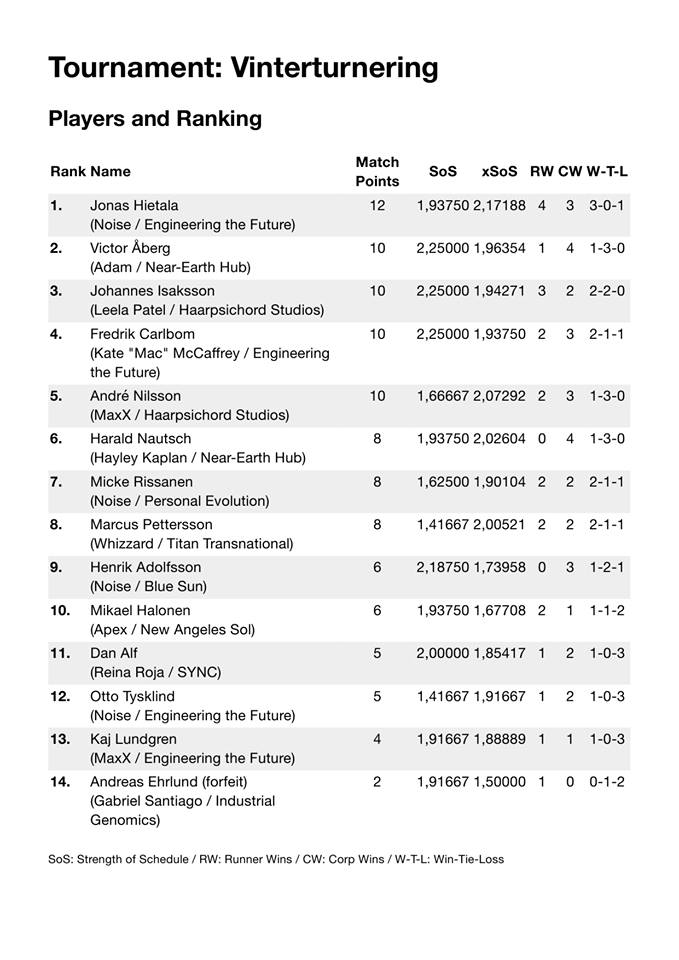 Tournament: Vinterturnering
Players and Ranking
Rank Name Match Points SoS xSoS RW CW W-T-L
1. Jonas Hietala 12 1,93750 2,17188 4 3 3-0-1
(Noise / Engineering the Future)
2. Victor Åberg 10 2,25000 1,96354 1 4 1-3-0
(Adam / Near-Earth Hub)
3. Johannes Isaksson 10 2,25000 1,94271 3 2 2-2-0
(Leela Patel / Haarpsichord Studios)
4. Fredrik Carlbom 10 2,25000 1,93750 2 3 2-1-1
(Kate "Mac" McCaffrey / Engineering
the Future)
5. André Nilsson 10 1,66667 2,07292 2 3 1-3-0
(MaxX / Haarpsichord Studios)
6. Harald Nautsch 8 1,93750 2,02604 0 4 1-3-0
(Hayley Kaplan / Near-Earth Hub)
7. Micke Rissanen 8 1,62500 1,90104 2 2 2-1-1
(Noise / Personal Evolution)
8. Marcus Pettersson 8 1,41667 2,00521 2 2 2-1-1
(Whizzard / Titan Transnational)
9. Henrik Adolfsson 6 2,18750 1,73958 0 3 1-2-1
(Noise / Blue Sun)
10. Mikael Halonen 6 1,93750 1,67708 2 1 1-1-2
(Apex / New Angeles Sol)
11. Dan Alf 5 2,00000 1,85417 1 2 1-0-3
(Reina Roja / SYNC)
12. Otto Tysklind 5 1,41667 1,91667 1 2 1-0-3
(Noise / Engineering the Future)
13. Kaj Lundgren 4 1,91667 1,88889 1 1 1-0-3
(MaxX / Engineering the Future)
14. Andreas Ehrlund (forfeit) 2 1,91667 1,50000 1 0 0-1-2
(Gabriel Santiago / Industrial
Genomics)
SoS: Strength of Schedule / RW: Runner Wins / CW: Corp Wins / W-T-L: Win-Tie-Loss